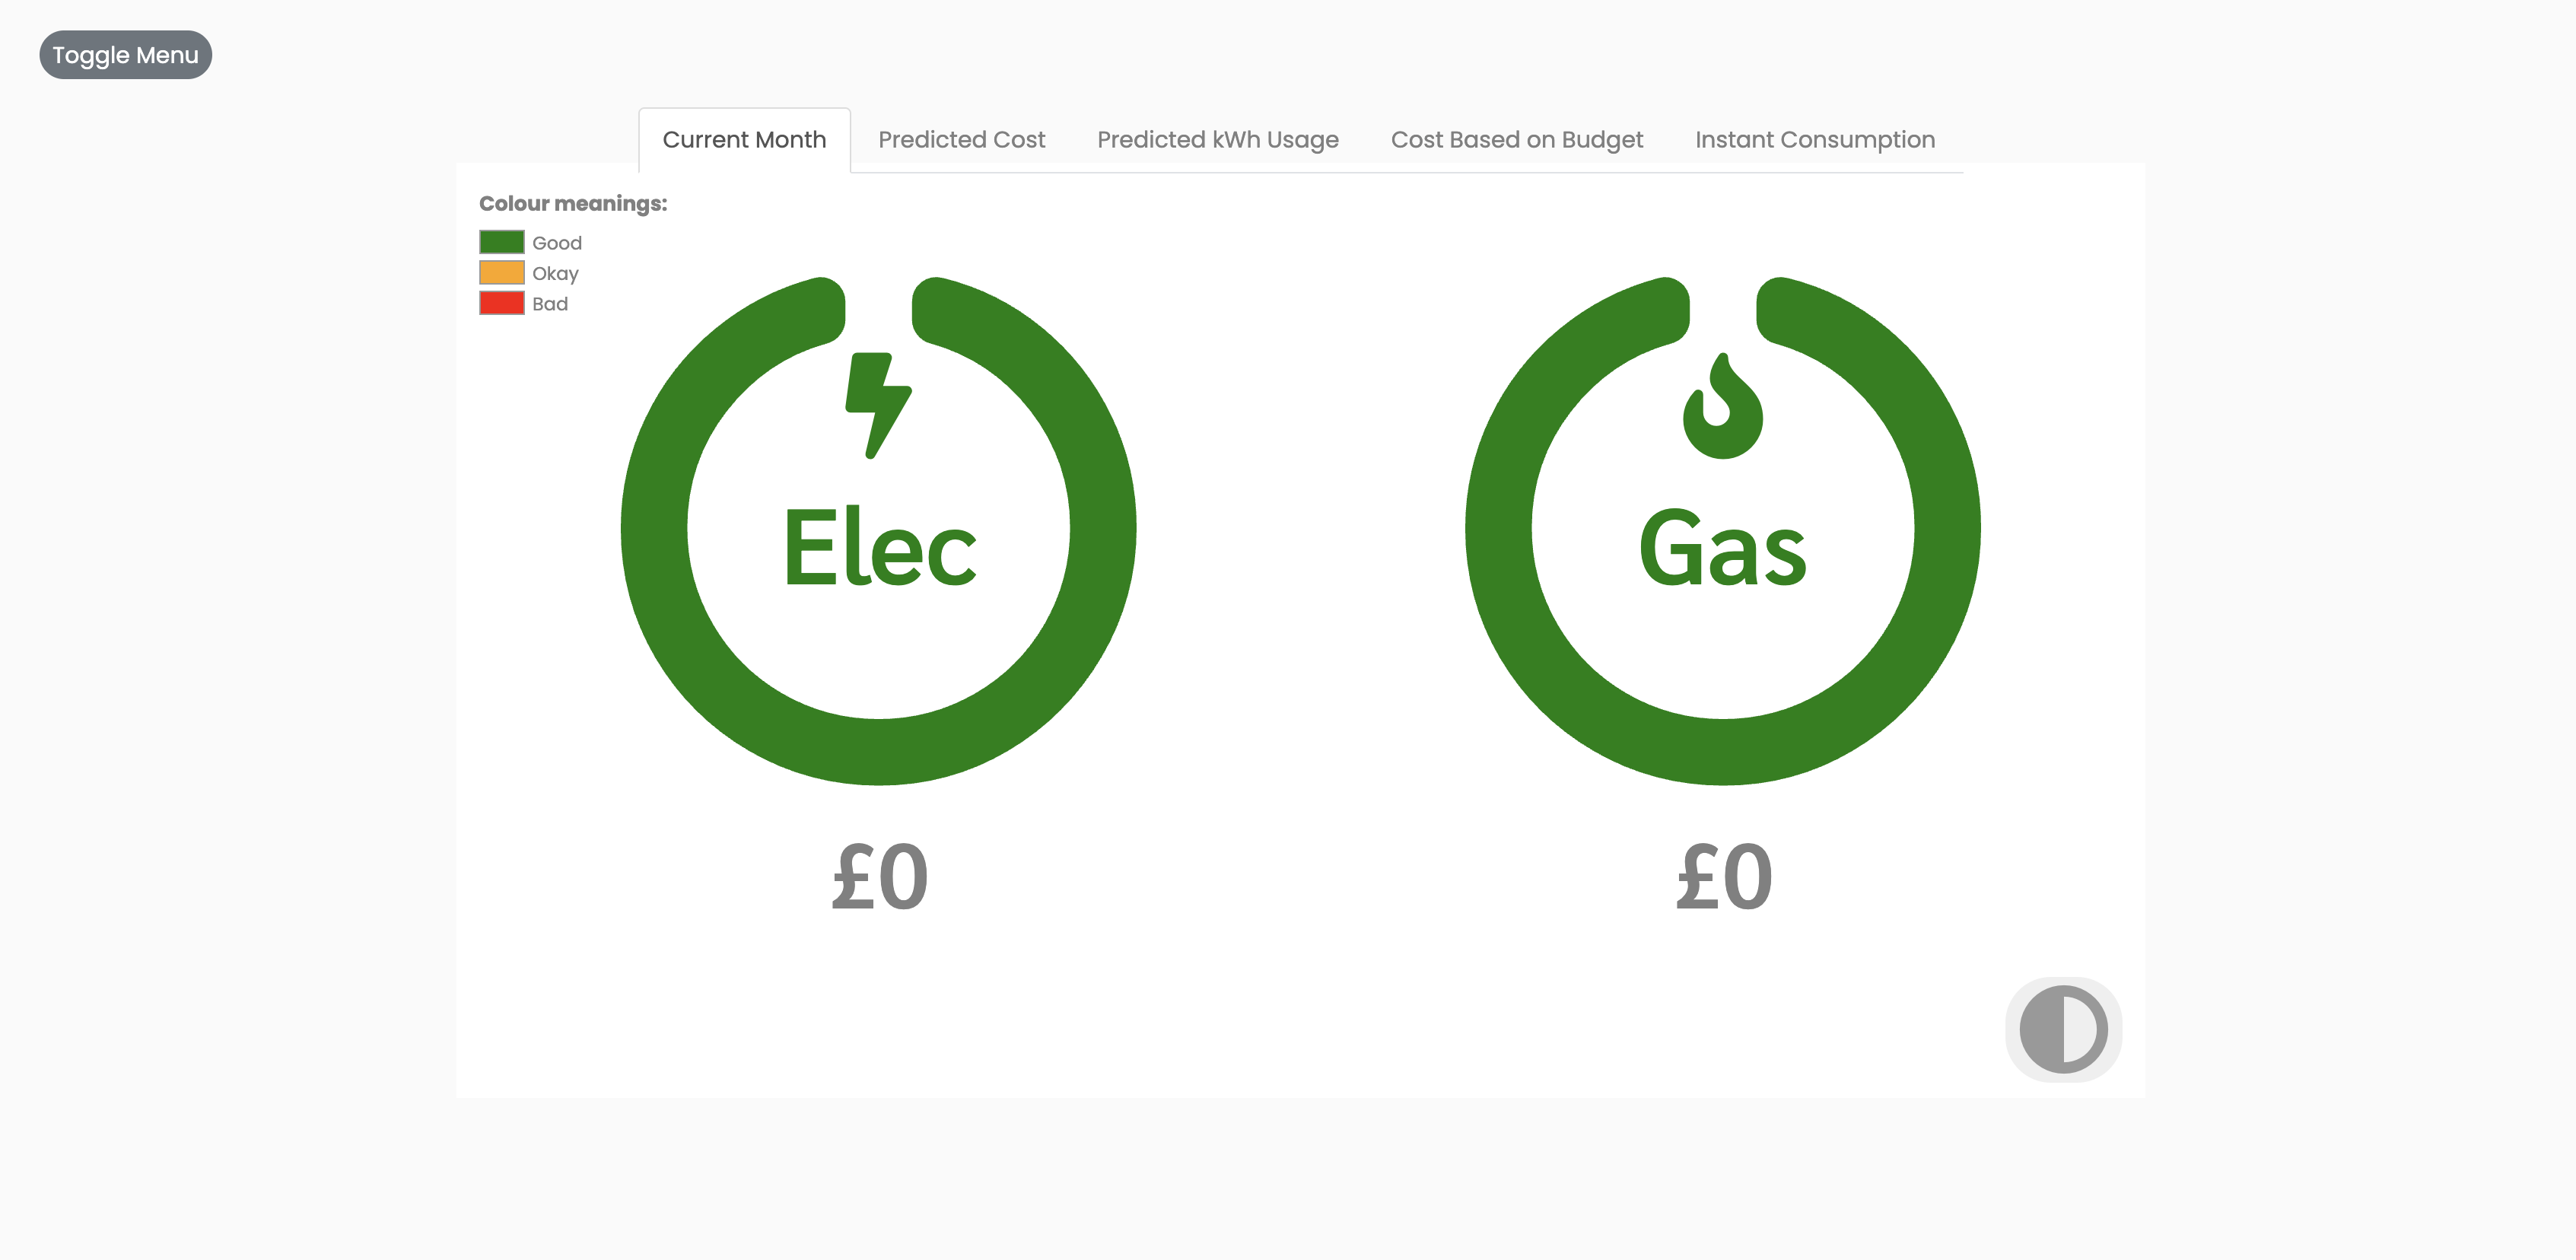 Toggle Menu
Current Month Predicted Cost Predicted kWh Usage Cost Based on Budget Instant Consumption
Colour meanings:
Good
Okay
Bad
Elec
Gas
£0
£0